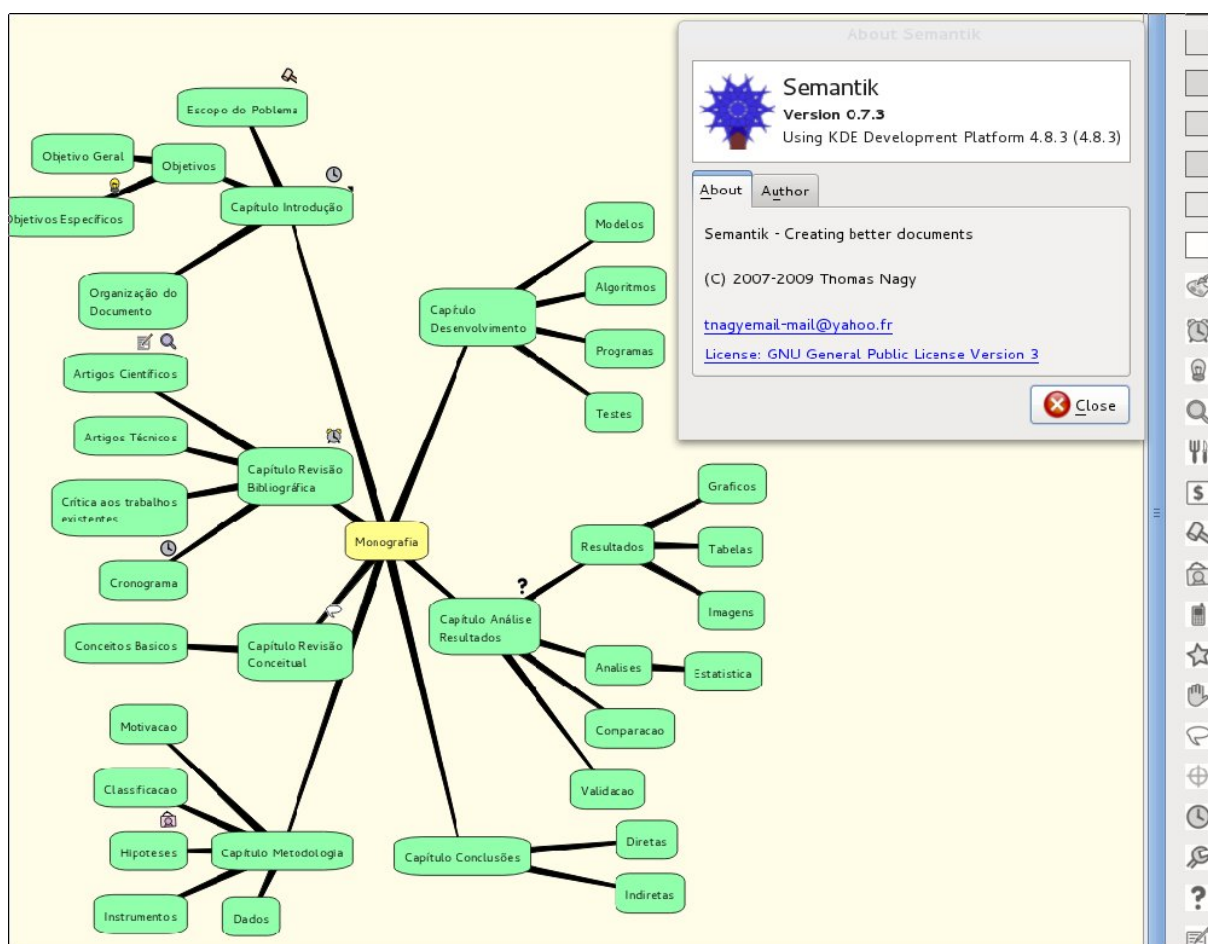 About Semantik
Semantik
Version 0.7.3
Using KDE Development Platform 4.8.3 (4.8.3)
About
Author
Semantik - Creating better documents
(C) 2007-2009 Thomas Nagy
tnagyemail-mail@yahoo.fr
License: GNU General Public License Version 3
Close
Escopo do Poblema
Objetivo Geral
Objetivos
bjetivos Específicos
Capítulo Introdução
Organização do
Documento
Artigos Científicos
Artigos Técnicos
Capítulo Revisão
Bibliográfica
Crítica aos trabalhos
existentes
Cronograma
Monografia
Conceitos Basicos
Capítulo Revisão
Conceitual
Motivacao
Classificacao
Hipoteses
Capítulo Metodologia
Instrumentos
Dados
Modelos
Capítulo
Desenvolvimento
Algoritmos
Programas
Testes
Graficos
Resultados
Tabelas
Imagens
Capítulo Análise
Resultados
Analises
Estatistica
Comparacao
Validacao
Capítulo Conclusões
Diretas
Indiretas
$
?
?